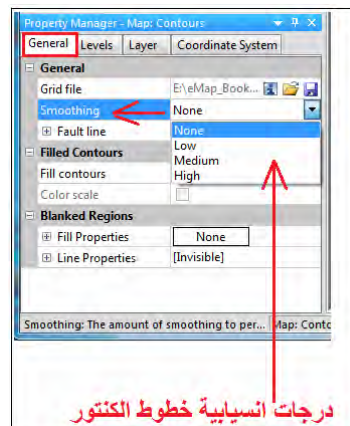 Property Manager - Map: Contours
General Levels Layer Coordinate System
General
Grid file E:\eMap_Book...
Smoothing None
Fault line None
Low
Filled Contours Medium
Fill contours High
Color scale
Blanked Regions
Fill Properties None
Line Properties [Invisible]
Smoothing: The amount of smoothing to per... Map: Conto
درجات انسيابية خطوط الكنتور